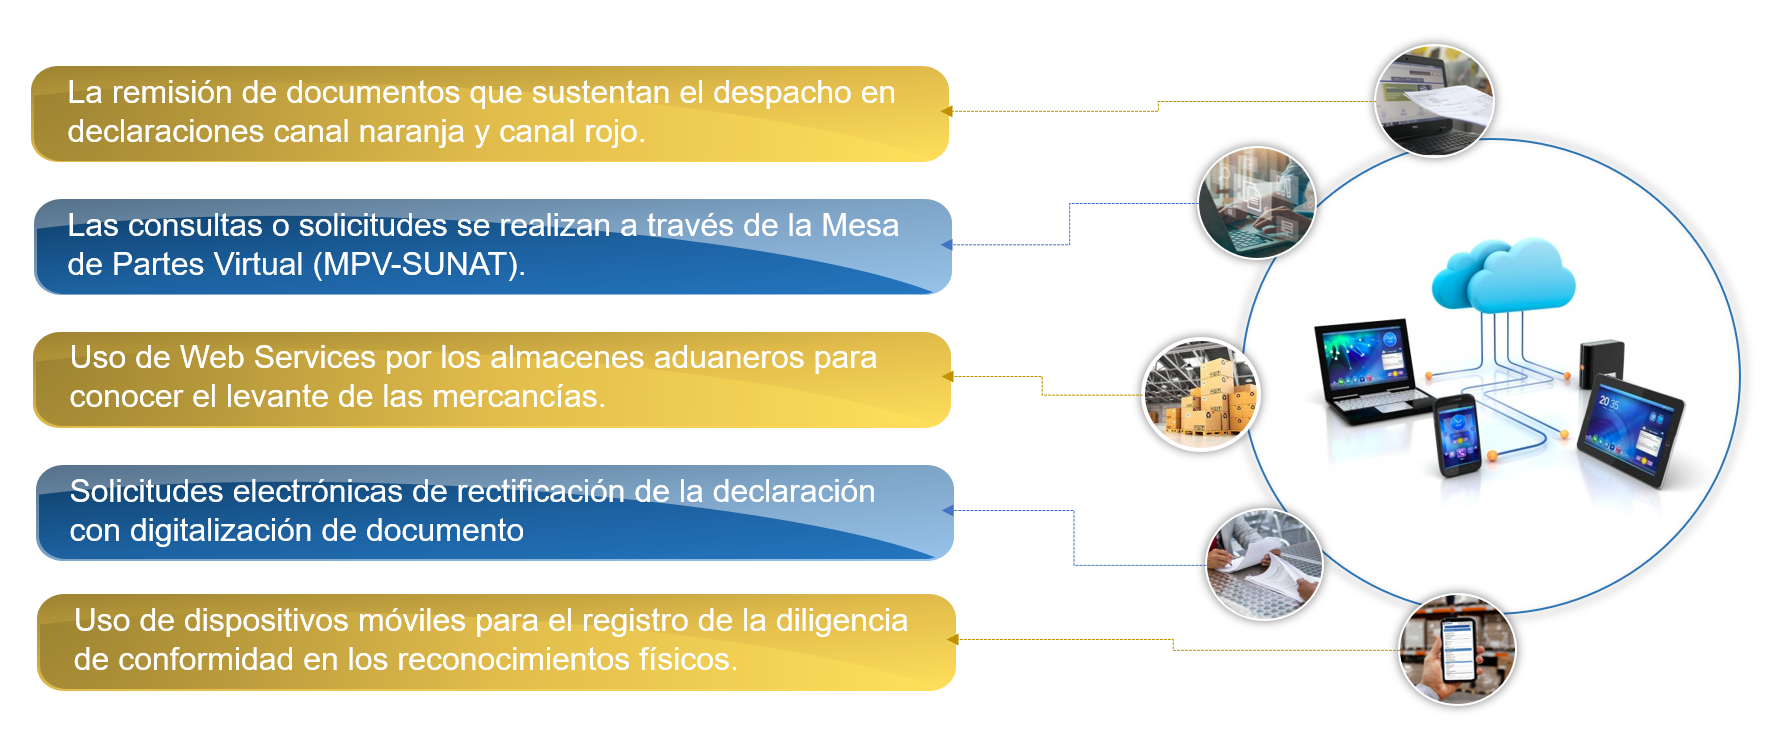 La remisión de documentos que sustentan el despacho en
declaraciones canal naranja y canal rojo.
Las consultas o solicitudes se realizan a través de la Mesa
de Partes Virtual (MPV-SUNAT).
Uso de Web Services por los almacenes aduaneros para
conocer el levante de las mercancías.
Solicitudes electrónicas de rectificación de la declaración
con digitalización de documento
Uso de dispositivos móviles para el registro de la diligencia
de conformidad en los reconocimientos físicos.
20 35